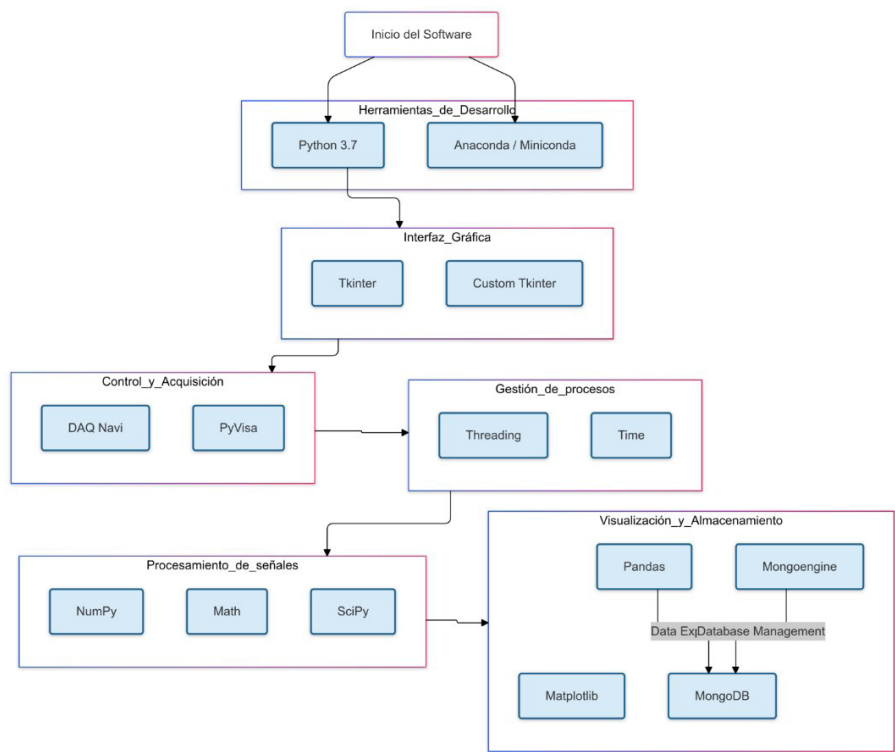 Inicio del Software
Herramientas_de_Desarrollo
Python 3.7
Anaconda / Miniconda
Interfaz_Gráfica
Tkinter
Custom Tkinter
Control_y_Acquisición
DAQ Navi
PyVisa
Gestión_de_procesos
Threading
Time
Procesamiento_de_señales
NumPy
Math
SciPy
Visualización_y_Almacenamiento
Pandas
Mongoengine
Data Database Management
Matplotlib
MongoDB